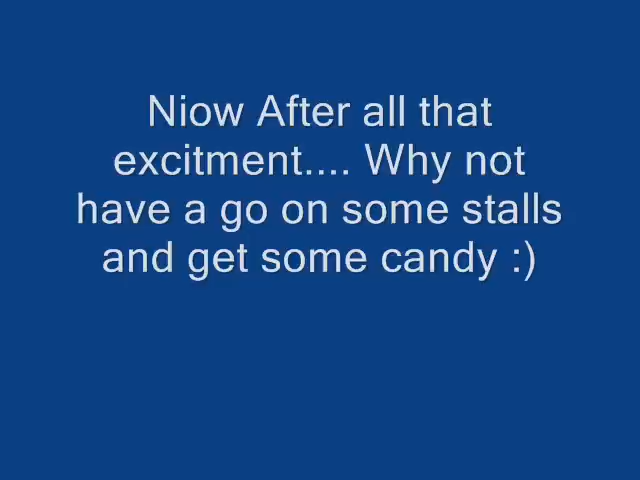 Niow After all that
excitment.... Why not
have a go on some stalls
and get some candy :)